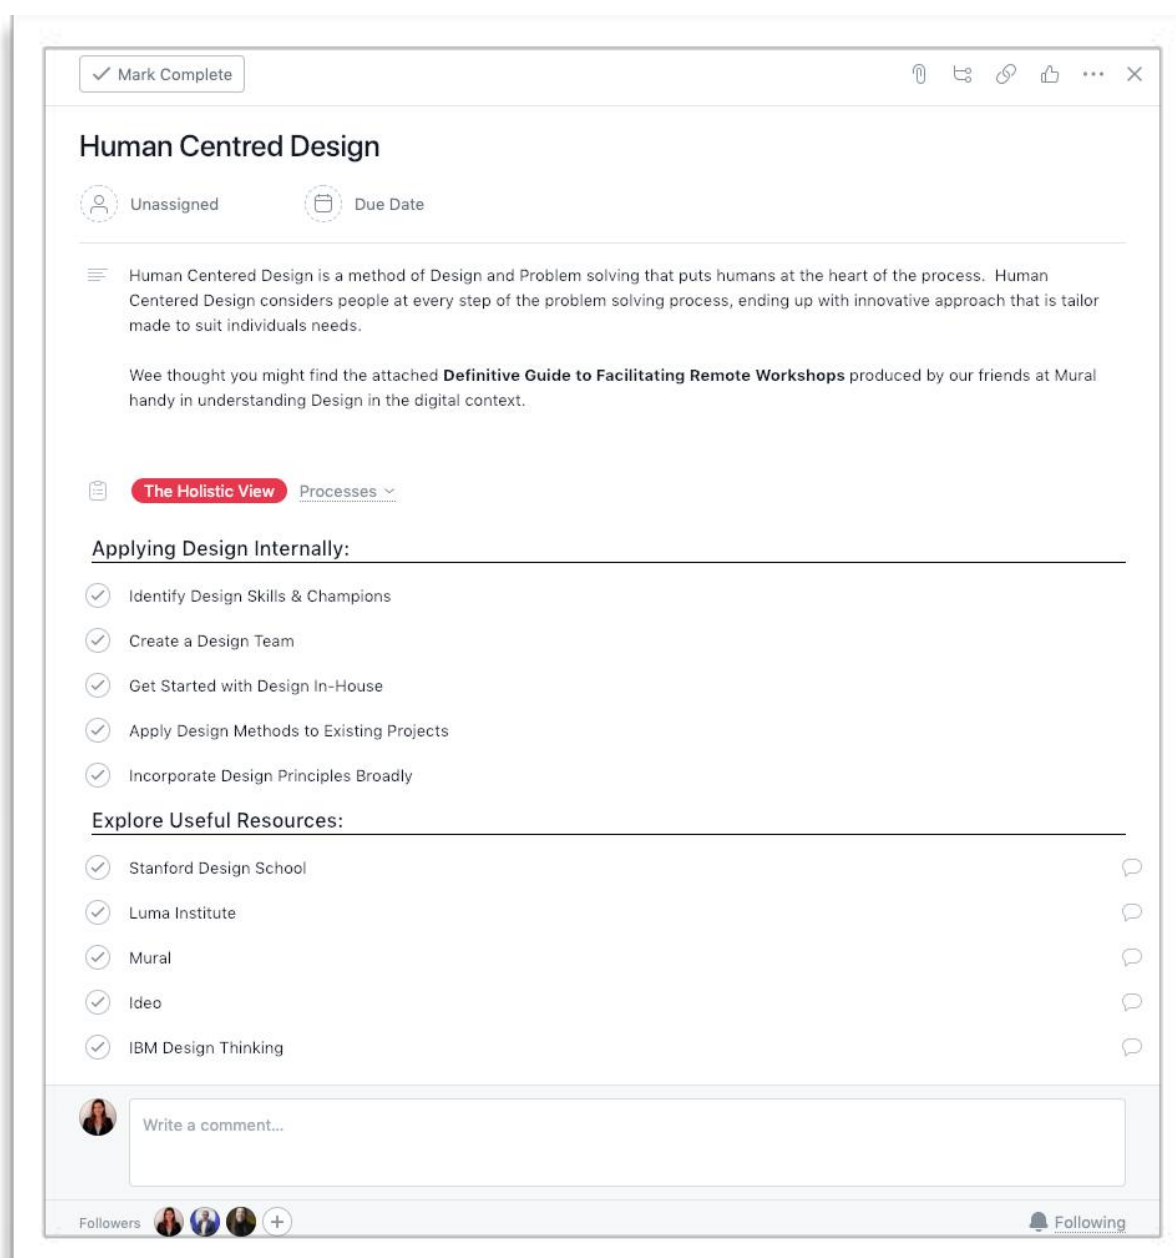 Mark Complete
Human Centred Design
Unassigned
Due Date
Human Centered Design is a method of Design and Problem solving that puts humans at the heart of the process. Human
Centered Design considers people at every step of the problem solving process, ending up with innovative approach that is tailor
made to suit individuals needs.
Wee thought you might find the attached Definitive Guide to Facilitating Remote Workshops produced by our friends at Mural
handy in understanding Design in the digital context.
The Holistic View Processes
Applying Design Internally:
Identify Design Skills & Champions
Create a Design Team
Get Started with Design In-House
Apply Design Methods to Existing Projects
Incorporate Design Principles Broadly
Explore Useful Resources:
Stanford Design School
Luma Institute
Mural
Ideo
IBM Design Thinking
Write a comment...
Followers
Following